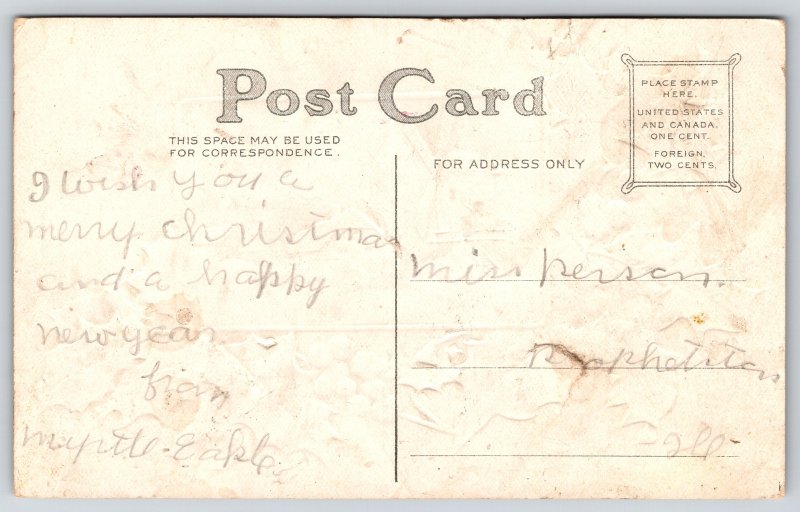 Post Card
THIS SPACE MAY BE USED
FOR CORRESPONDENCE.
FOR ADDRESS ONLY
PLACE STAMP
HERE.
UNITED STATES
AND CANADA,
ONE CENT.
FOREIGN,
TWO CENTS.
I wish you a
merry christmas
and a happy
new year
from
Myrtle
Miss Person.
Ill